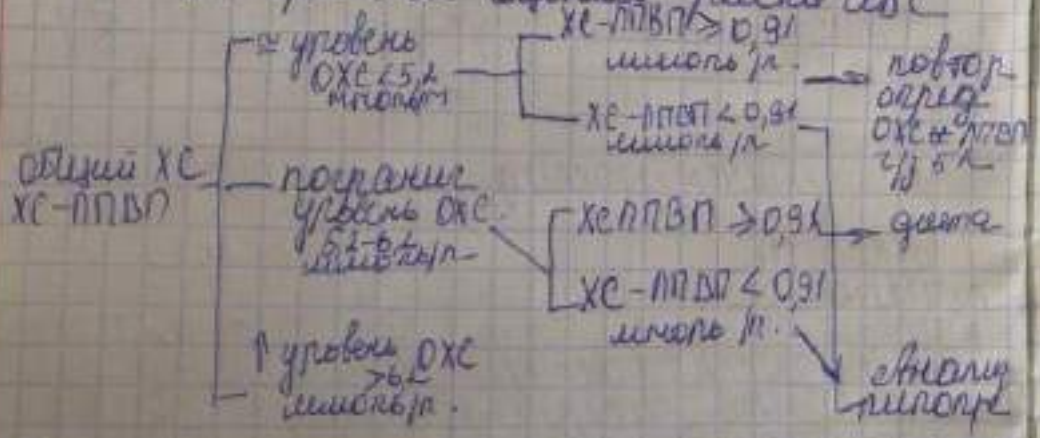 ИБС
≃ уровень
ОХС < 5,2
ммоль/л
ХС-ЛПВП ≥ 0,91
ммоль/л.
ХС-ЛПВП < 0,91
ммоль/л
повтор
опред
ОХС и ЛПВП
ч/з 5 л
общий ХС
ХС-ЛПВП
погранич
уровень ОХС
5,2-6,2
ммоль/л
ХС ЛПВП ≥ 0,91
диета
ХС-ЛПВП < 0,91
ммоль/л.
↑ уровень ОХС
>6,2
ммоль/л.
Анализ
липопр